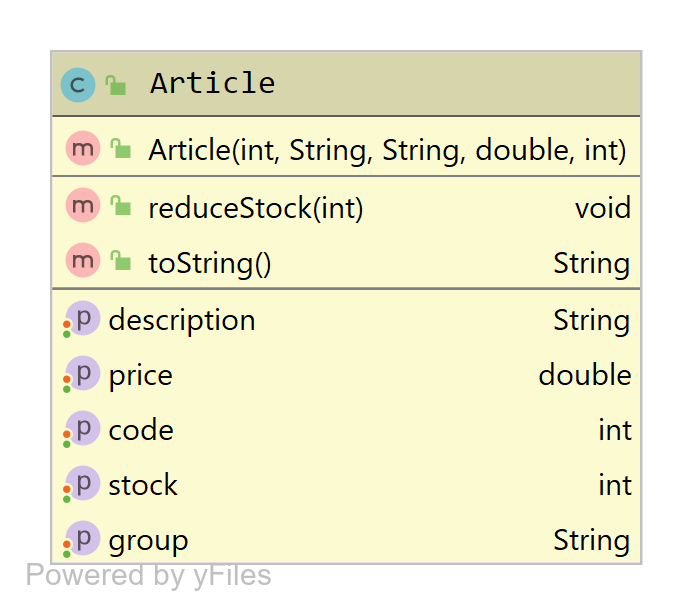 C Article
m Article(int, String, String, double, int)
m reduceStock(int) void
m toString() String
p description String
p price double
p code int
p stock int
p group String
Powered by yFiles